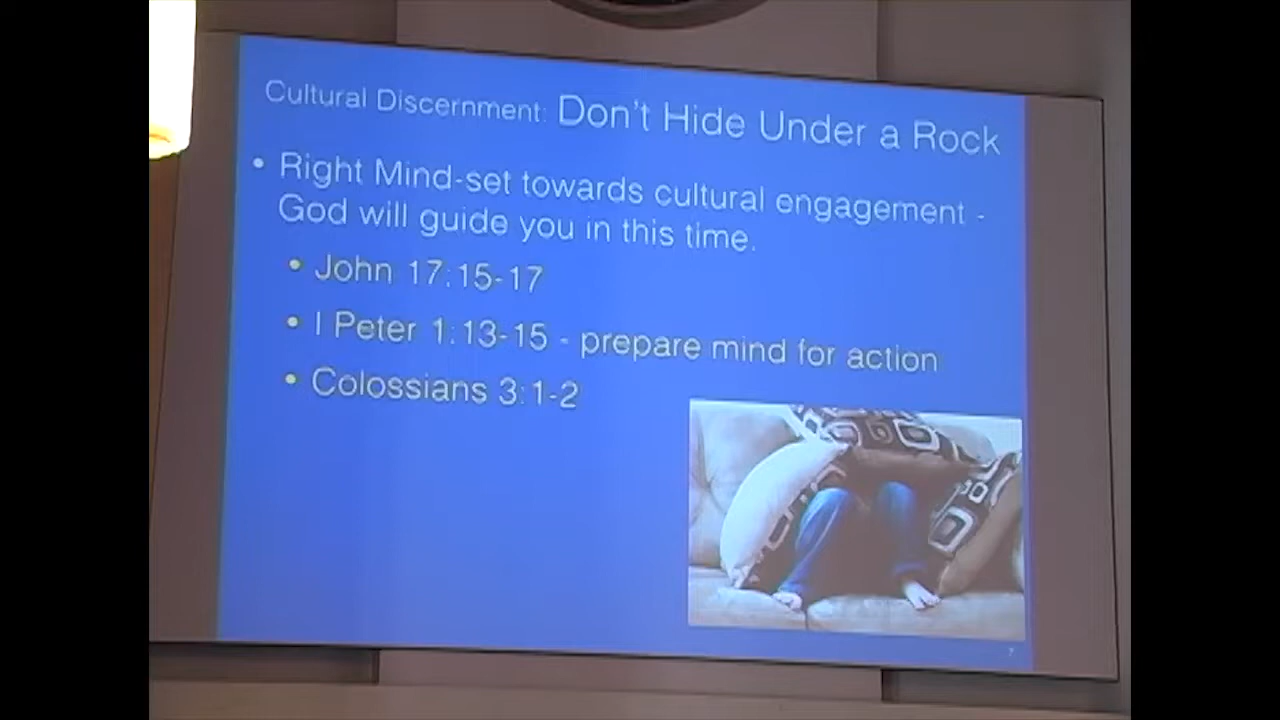 Cultural Discernment: Don't Hide Under a Rock
• Right Mind-set towards cultural engagement -
God will guide you in this time.
• John 17:15-17
• I Peter 1:13-15 - prepare mind for action
• Colossians 3:1-2
7